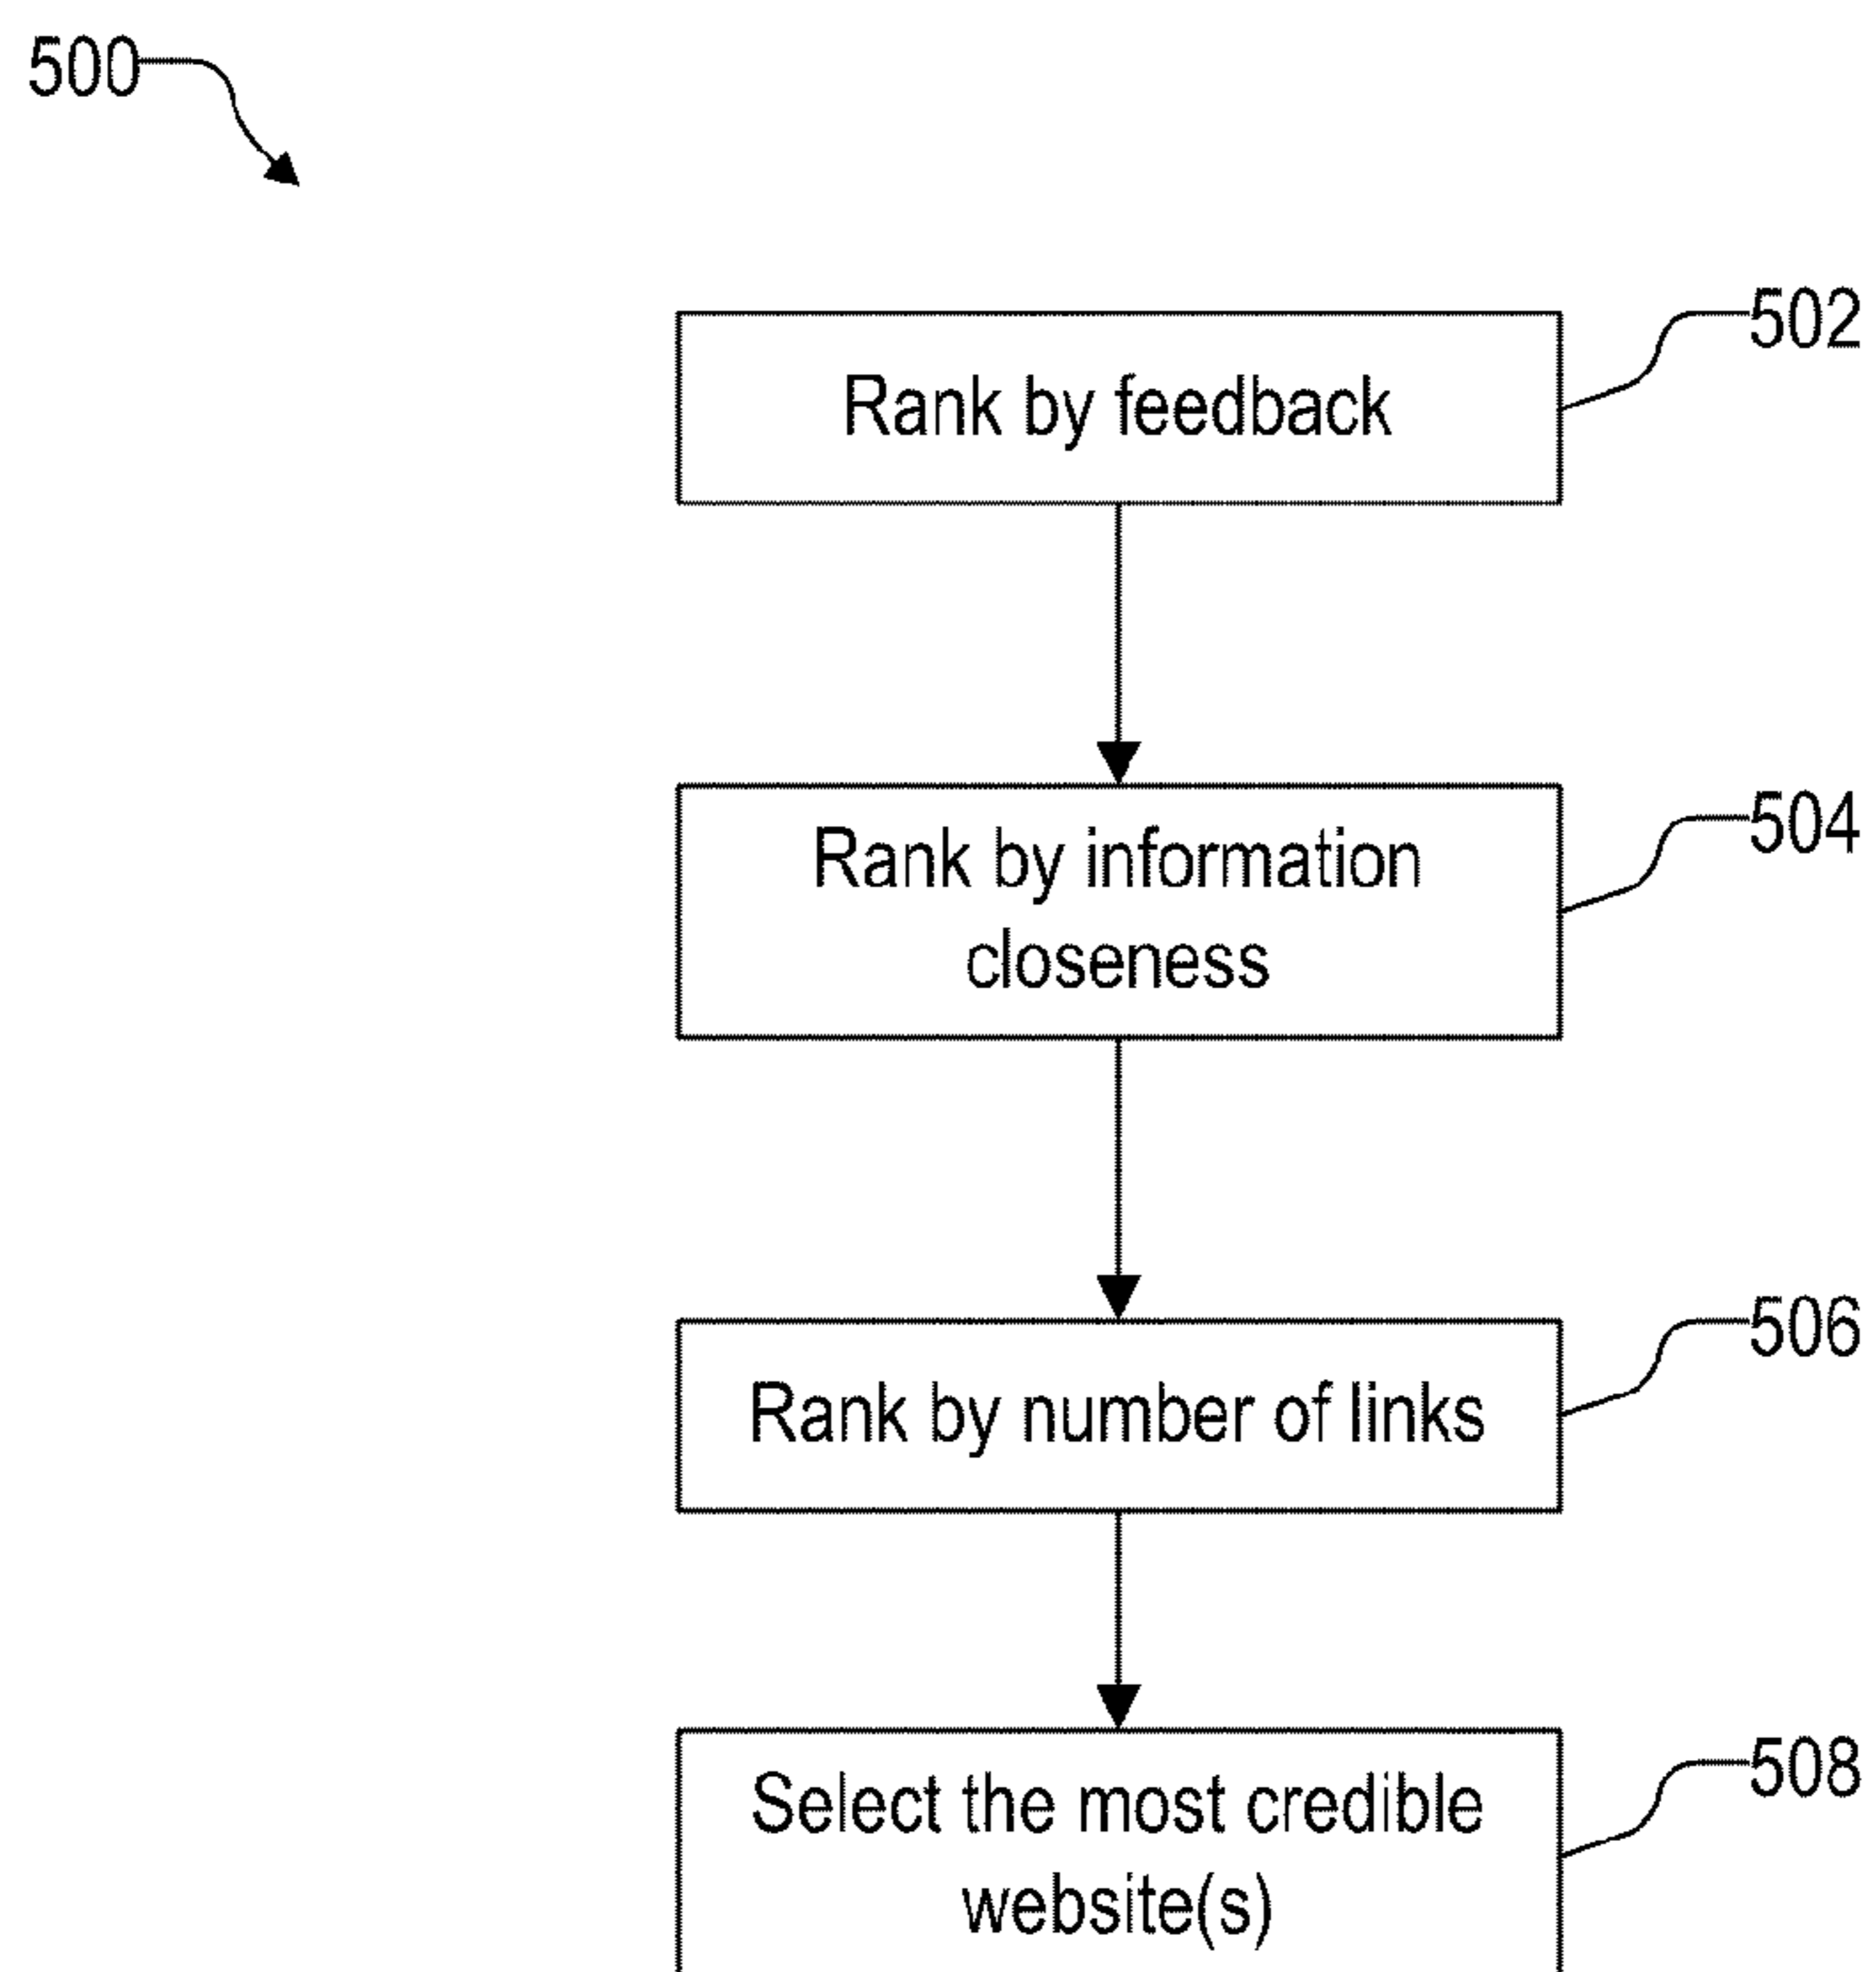 500
502
Rank by feedback
504
Rank by information
closeness
506
Rank by number of links
508
Select the most credible
website(s)